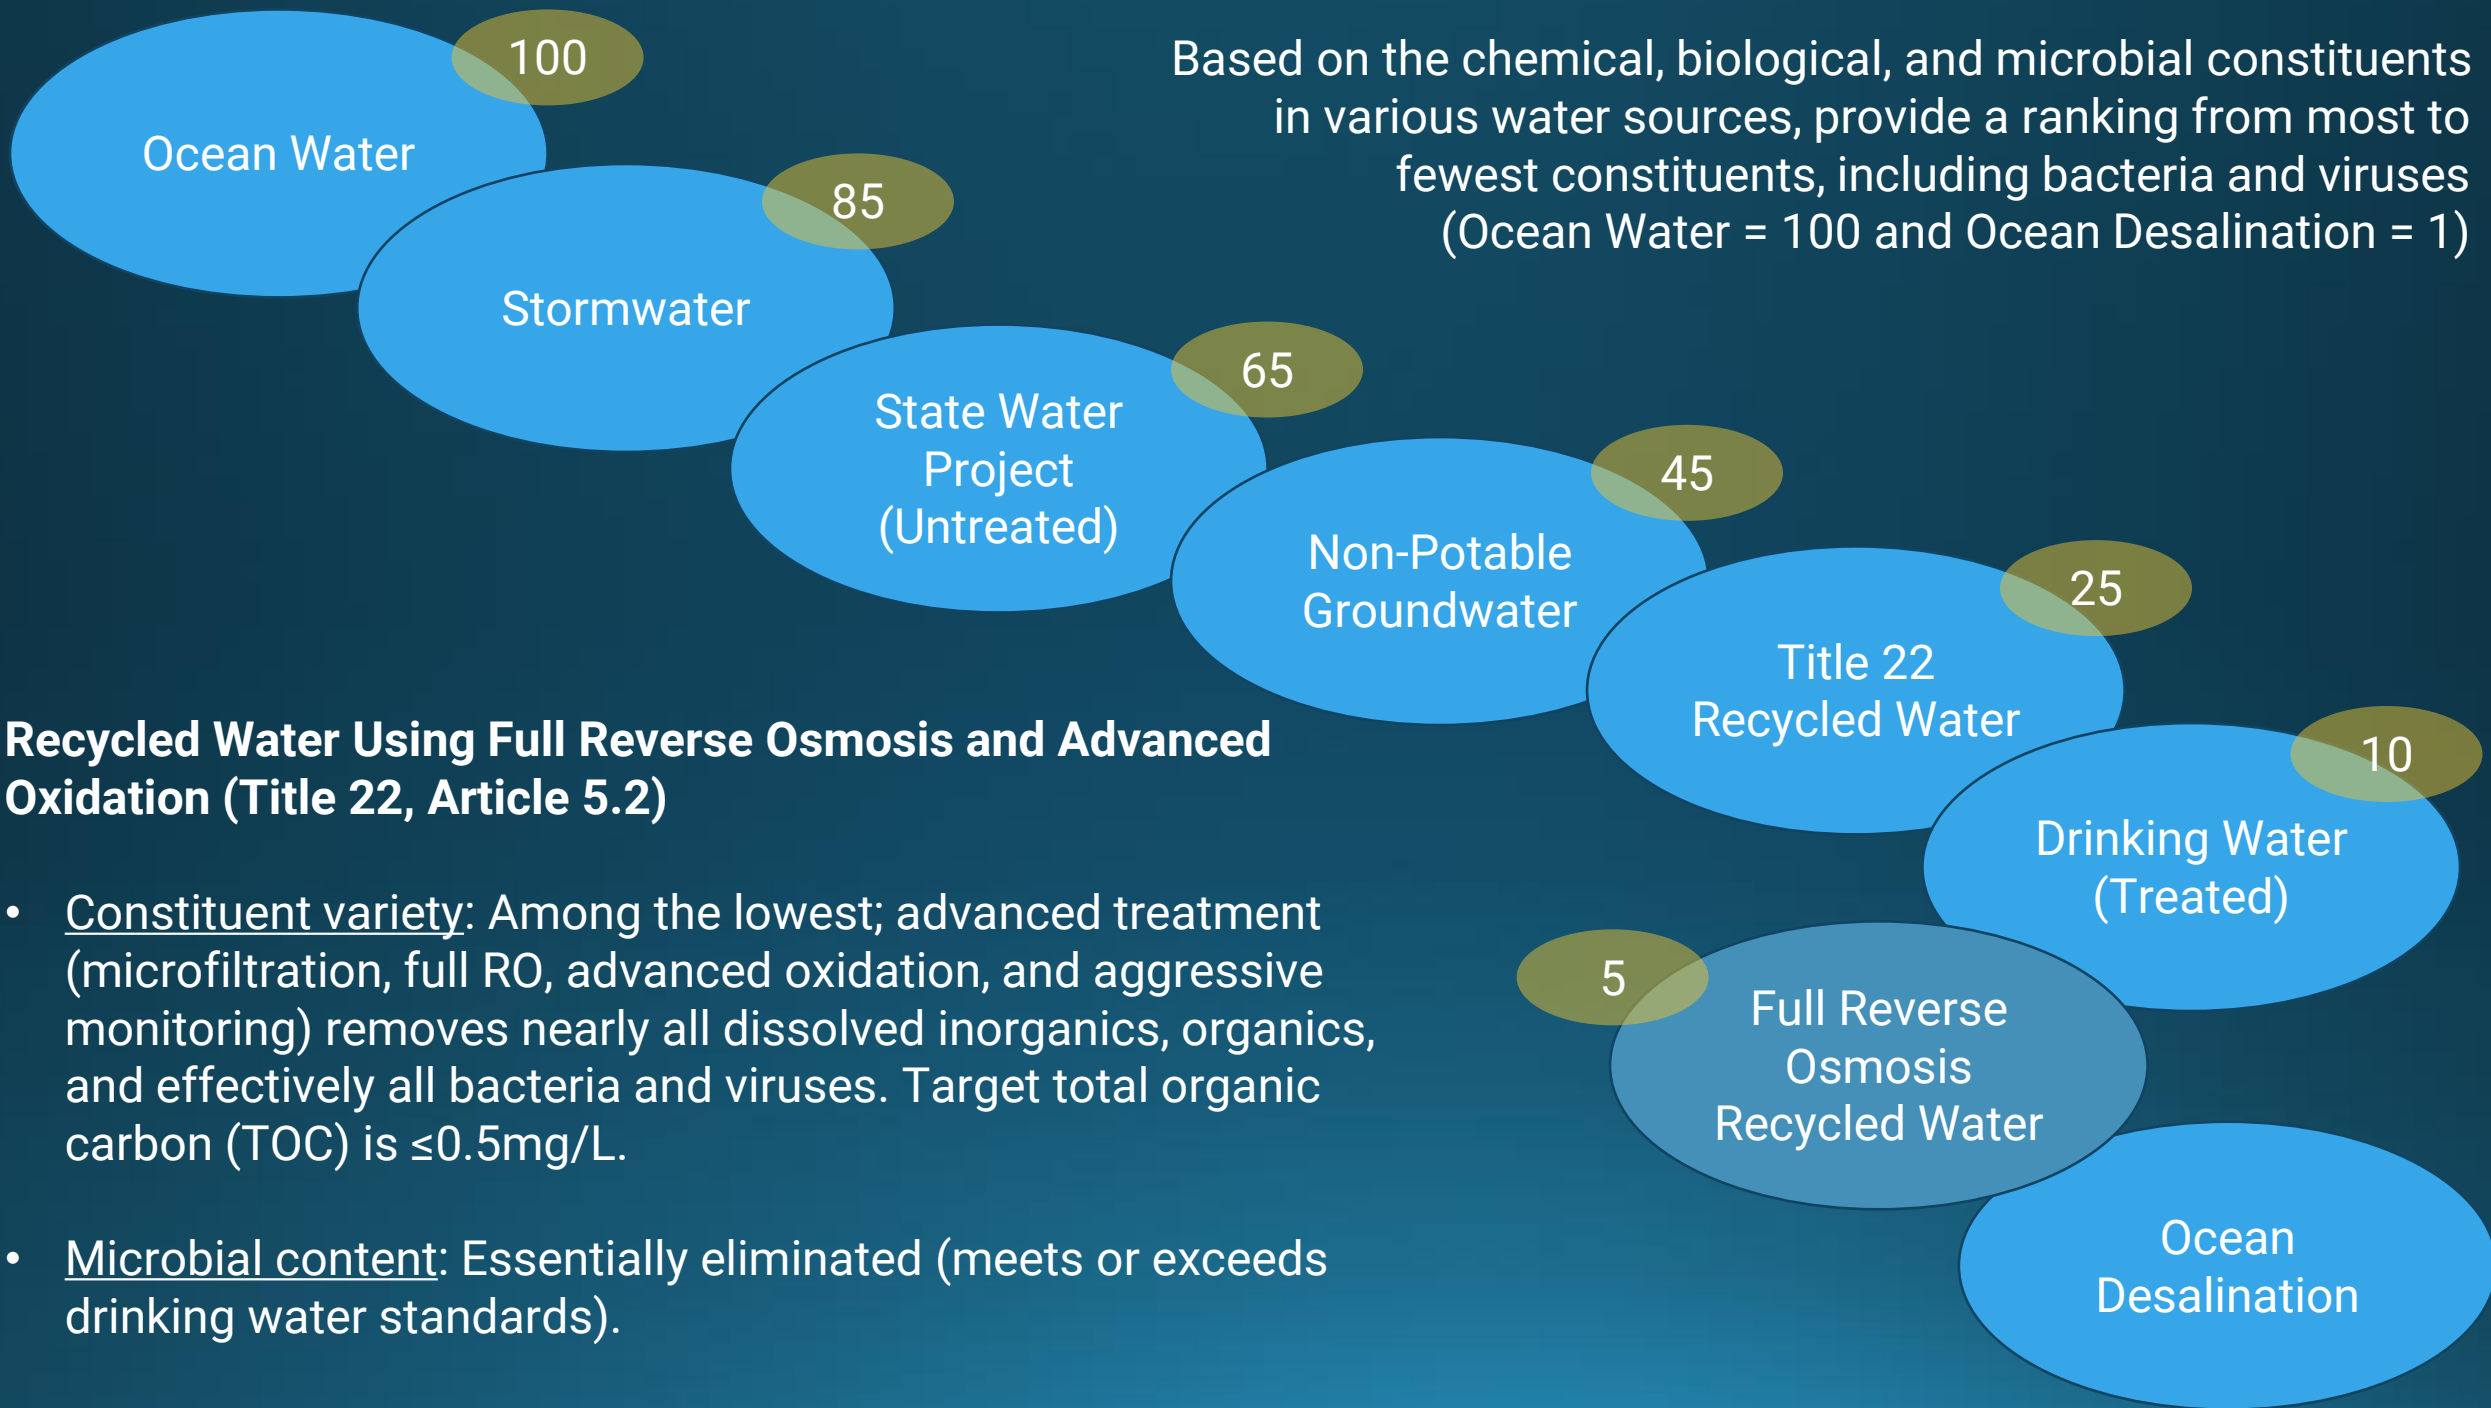 100
Ocean Water
Based on the chemical, biological, and microbial constituents
in various water sources, provide a ranking from most to
fewest constituents, including bacteria and viruses
(Ocean Water = 100 and Ocean Desalination = 1)
85
Stormwater
65
State Water
Project
(Untreated)
45
Non-Potable
Groundwater
25
Title 22
Recycled Water
10
Drinking Water
(Treated)
Recycled Water Using Full Reverse Osmosis and Advanced
Oxidation (Title 22, Article 5.2)
• Constituent variety: Among the lowest; advanced treatment
(microfiltration, full RO, advanced oxidation, and aggressive
monitoring) removes nearly all dissolved inorganics, organics,
and effectively all bacteria and viruses. Target total organic
carbon (TOC) is ≤0.5mg/L.
• Microbial content: Essentially eliminated (meets or exceeds
drinking water standards).
5
Full Reverse
Osmosis
Recycled Water
Ocean
Desalination